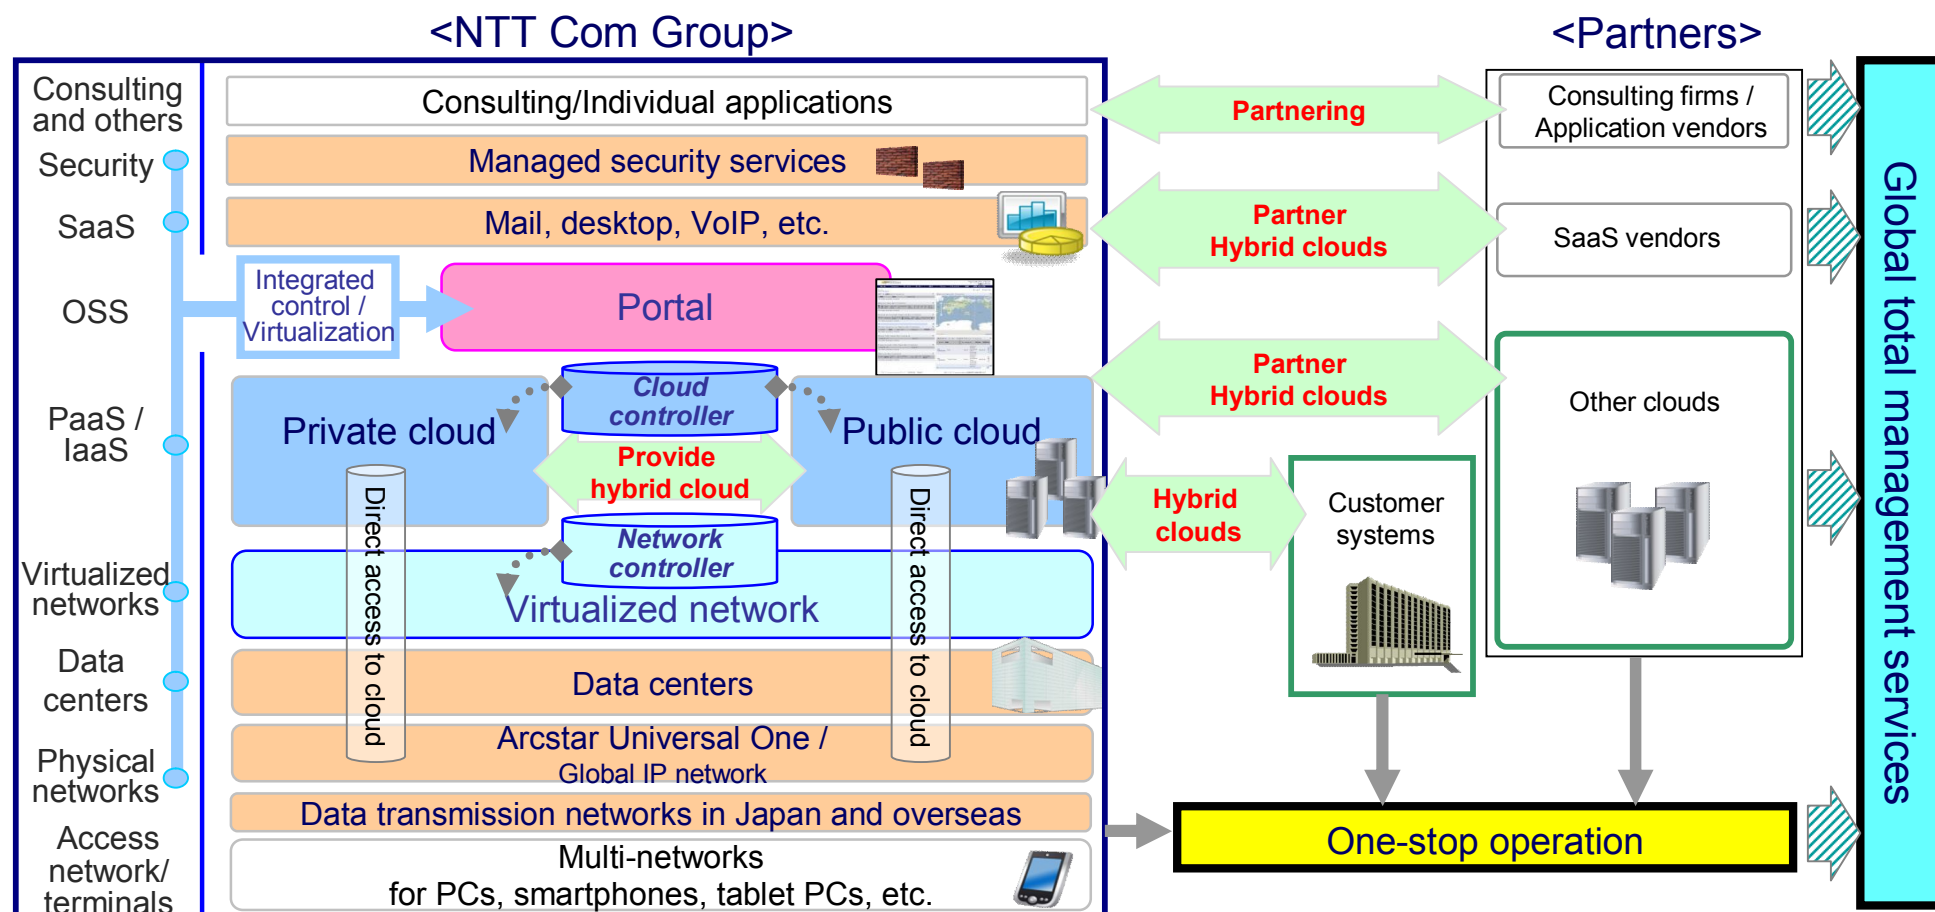 <NTT Com Group>
<Partners>
Consulting
and others
Security
SaaS
OSS
PaaS /
IaaS
Virtualized
networks
Data
centers
Physical
networks
Access
network/
terminals
Consulting/Individual applications
Managed security services
Mail, desktop, VoIP, etc.
Integrated
control /
Virtualization
Portal
Cloud
controller
Private cloud
Public cloud
Provide
hybrid cloud
Direct access to cloud
Direct access to cloud
Network
controller
Virtualized network
Data centers
Arcstar Universal One /
Global IP network
Data transmission networks in Japan and overseas
Multi-networks
for PCs, smartphones, tablet PCs, etc.
Partnering
Partner
Hybrid clouds
Partner
Hybrid clouds
Hybrid
clouds
Consulting firms /
Application vendors
SaaS vendors
Other clouds
Customer
systems
One-stop operation
Global total management services